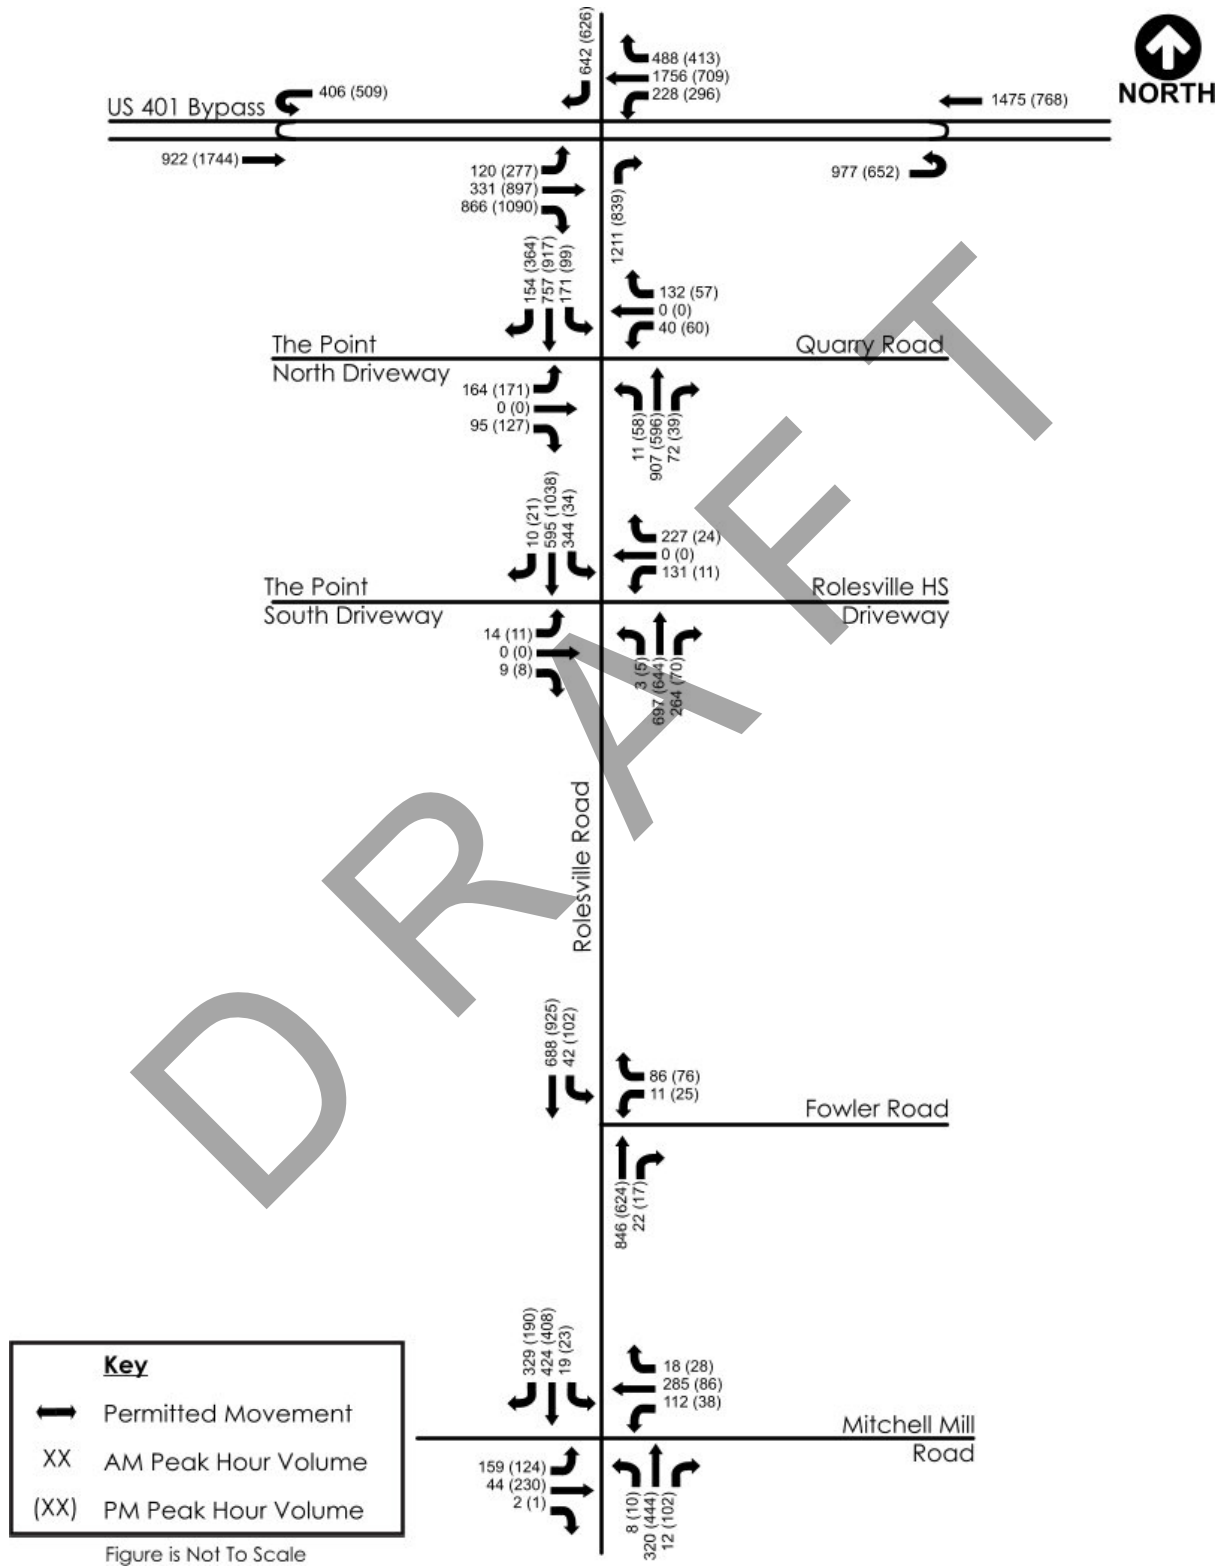 642 (626)
488 (413)
1756 (709)
228 (296)
NORTH
US 401 Bypass
406 (509)
1475 (768)
922 (1744)
120 (277)
331 (897)
866 (1090)
1211 (839)
977 (652)
154 (364)
757 (917)
171 (99)
132 (57)
0 (0)
40 (60)
The Point
North Driveway
Quarry Road
164 (171)
0 (0)
95 (127)
11 (58)
907 (596)
72 (39)
10 (21)
595 (1038)
344 (34)
227 (24)
0 (0)
131 (11)
The Point
South Driveway
Rolesville HS
Driveway
14 (11)
0 (0)
9 (8)
3 (5)
697 (644)
264 (70)
Rolesville Road
DRAFT
688 (925)
42 (102)
86 (76)
11 (25)
Fowler Road
846 (624)
22 (17)
329 (190)
424 (408)
19 (23)
18 (28)
285 (86)
112 (38)
Mitchell Mill
Road
159 (124)
44 (230)
2 (1)
8 (10)
320 (444)
12 (102)
Key
Permitted Movement
XX AM Peak Hour Volume
(XX) PM Peak Hour Volume
Figure is Not To Scale